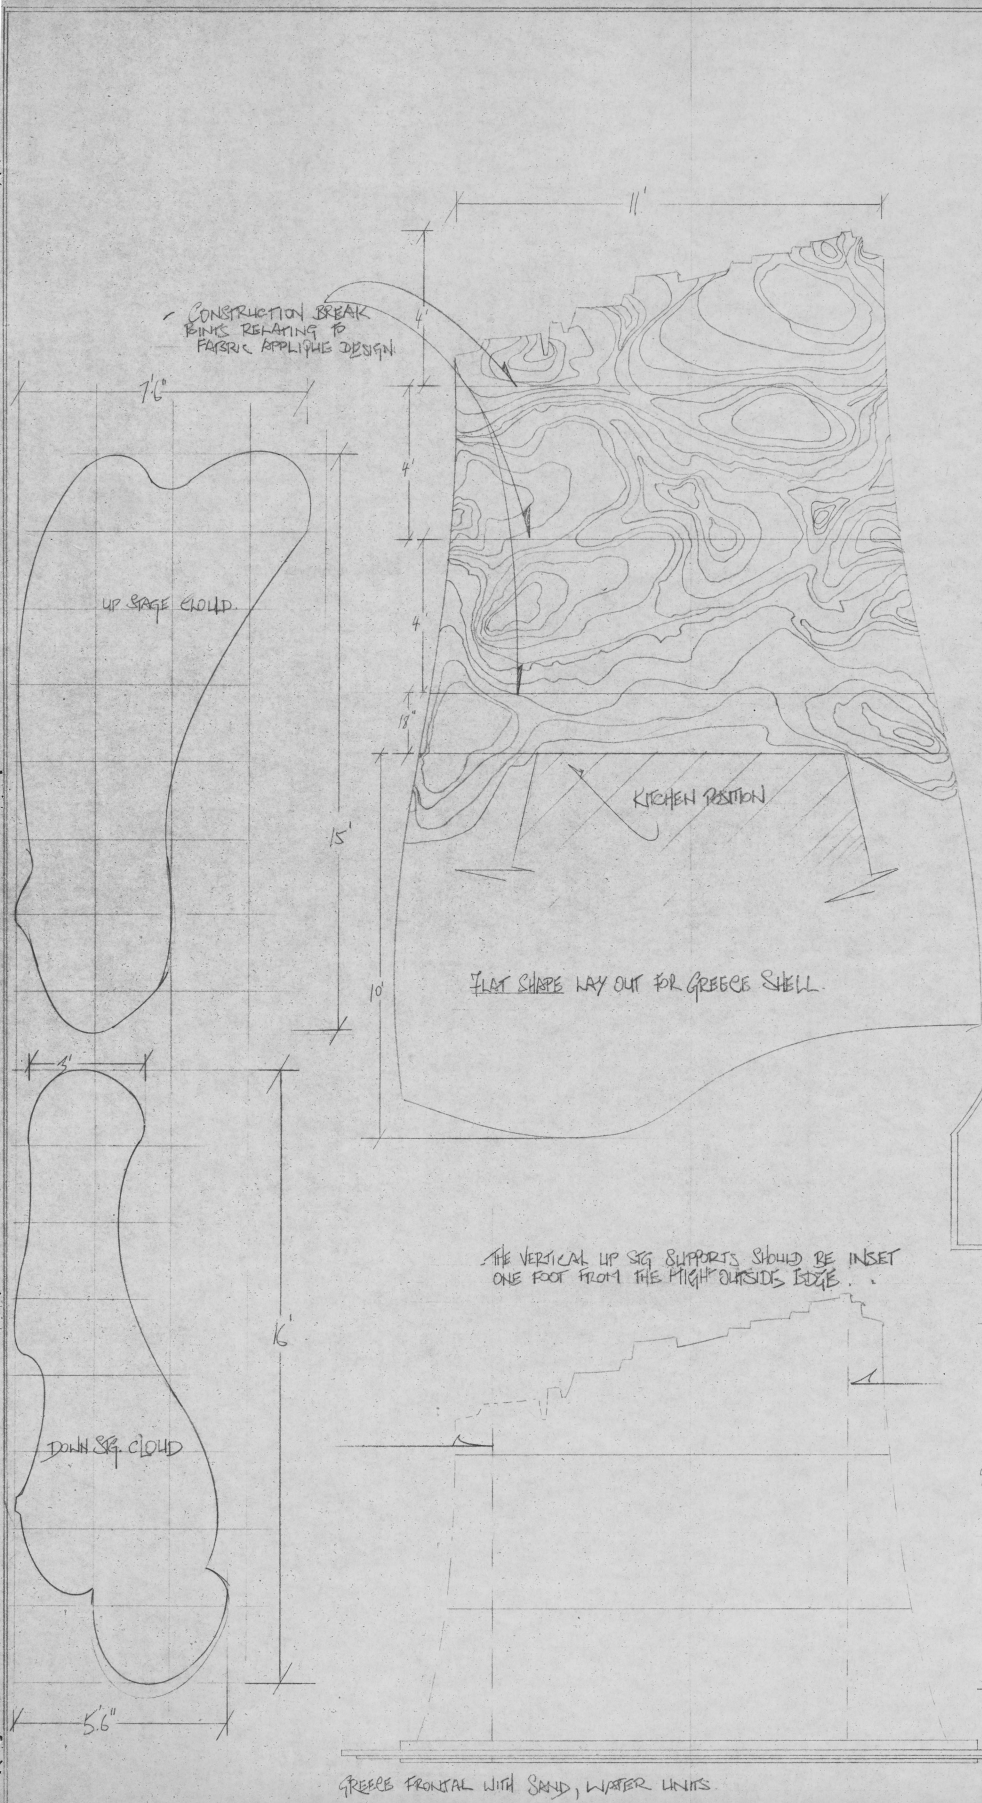 11'
4'
- CONSTRUCTION BREAK
RELATING TO
FABRIC APPLIQUE DESIGN
7'6"
4'
UP STAGE CLOUD.
4'
18"
KITCHEN POSITION
15'
10'
FLAT SHAPE LAY OUT FOR GREECE SHELL.
3'
THE VERTICAL UP STG SUPPORTS SHOULD BE INSET
ONE FOOT FROM THE HIGH OUTSIDE EDGE.
16'
DOWN STG. CLOUD
5'6"
GREECE FRONTAL WITH SAND, WATER UNITS